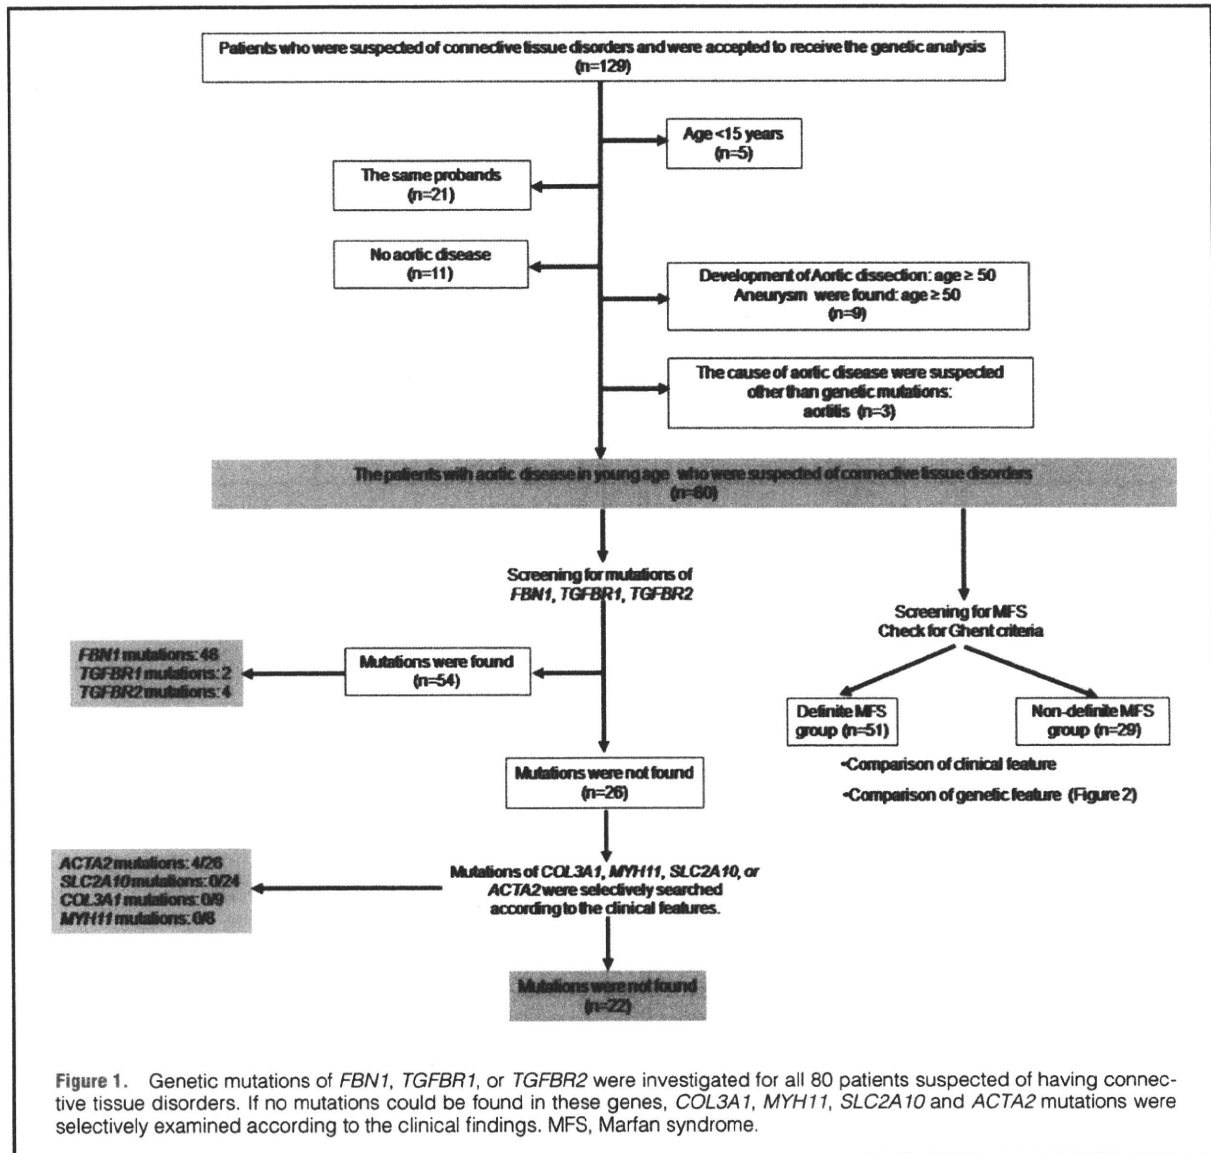 Patients who were suspected of connective tissue disorders and were accepted to receive the genetic analysis
(n=129)
Age <15 years
(n=5)
The same probands
(n=21)
No aortic disease
(n=11)
Development of Aortic dissection: age ≥ 50
Aneurysm were found: age ≥ 50
(n=9)
The cause of aortic disease were suspected
other than genetic mutations:
aortitis (n=3)
The patients with aortic disease in young age who were suspected of connective tissue disorders
(n=80)
Screening for mutations of
FBN1, TGFBR1, TGFBR2
Screening for MFS
Check for Ghent criteria
FBN1 mutations: 48
TGFBR1 mutations: 2
TGFBR2 mutations: 4
Mutations were found
(n=54)
Definite MFS
group (n=51)
Non-definite MFS
group (n=29)
•Comparison of clinical feature
•Comparison of genetic feature (Figure 2)
Mutations were not found
(n=26)
ACTA2 mutations: 4/26
SLC2A10 mutations: 0/24
COL3A1 mutations: 0/9
MYH11 mutations: 0/6
Mutations of COL3A1, MYH11, SLC2A10, or
ACTA2 were selectively searched
according to the clinical features.
Mutations were not found
(n=22)
Figure 1. Genetic mutations of FBN1, TGFBR1, or TGFBR2 were investigated for all 80 patients suspected of having connec-
tive tissue disorders. If no mutations could be found in these genes, COL3A1, MYH11, SLC2A10 and ACTA2 mutations were
selectively examined according to the clinical findings. MFS, Marfan syndrome.